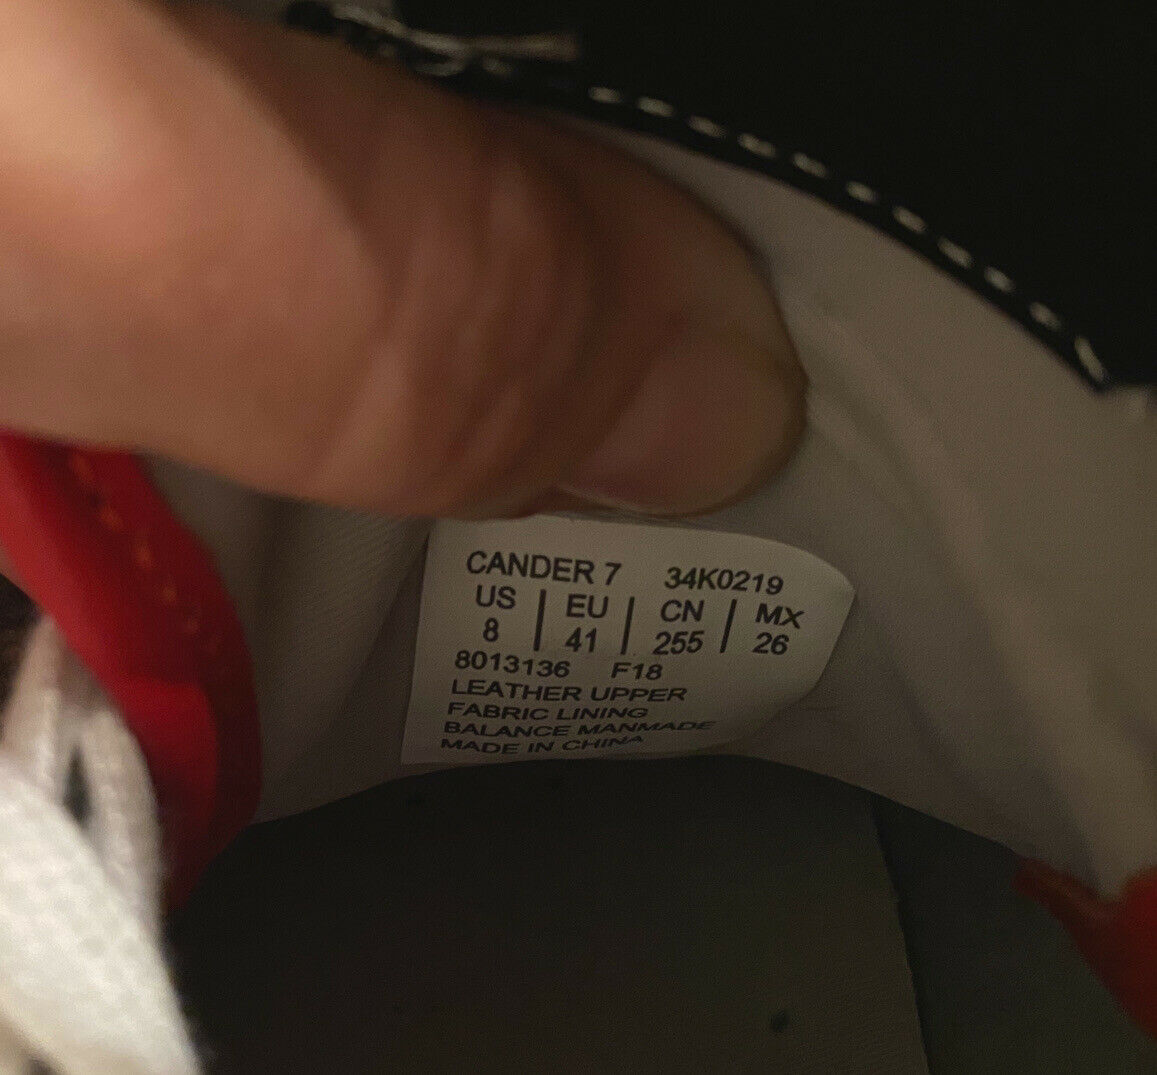 CANDER 7 34K0219
US | EU | CN | MX
8 | 41 | 255 | 26
8013136 F18
LEATHER UPPER
FABRIC LINING
BALANCE MANMADE
MADE IN CHINA